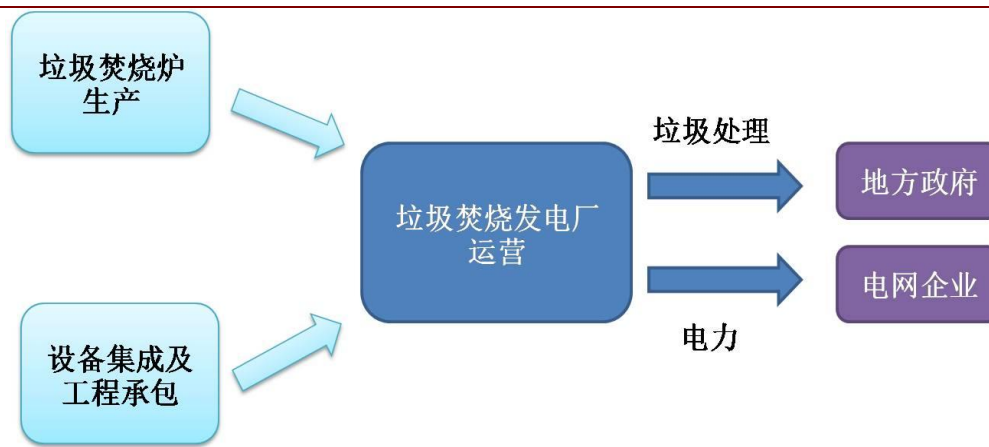 垃圾焚烧炉
生产
垃圾处理
地方政府
垃圾焚烧发电厂
运营
电网企业
电力
设备集成及
工程承包